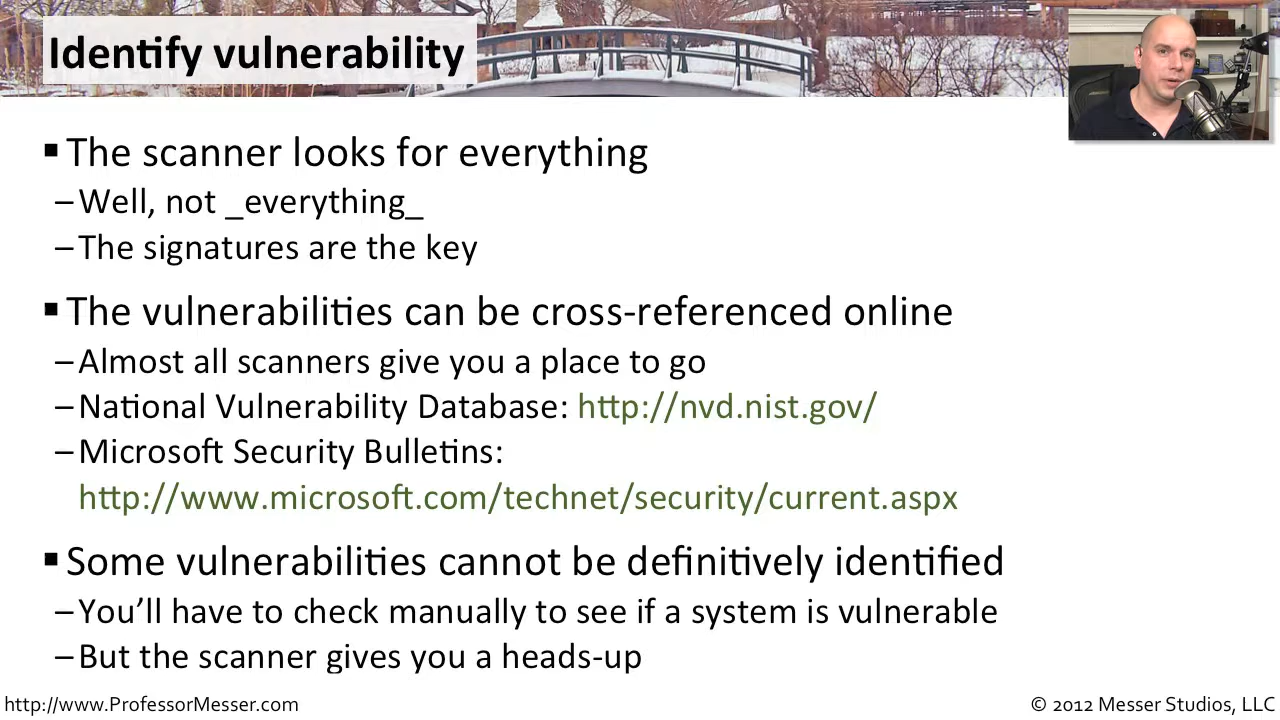 Identify vulnerability
▪ The scanner looks for everything
– Well, not _everything_
– The signatures are the key
▪ The vulnerabilities can be cross-referenced online
– Almost all scanners give you a place to go
– National Vulnerability Database: http://nvd.nist.gov/
– Microsoft Security Bulletins:
http://www.microsoft.com/technet/security/current.aspx
▪ Some vulnerabilities cannot be definitively identified
– You’ll have to check manually to see if a system is vulnerable
– But the scanner gives you a heads-up
http://www.ProfessorMesser.com
© 2012 Messer Studios, LLC